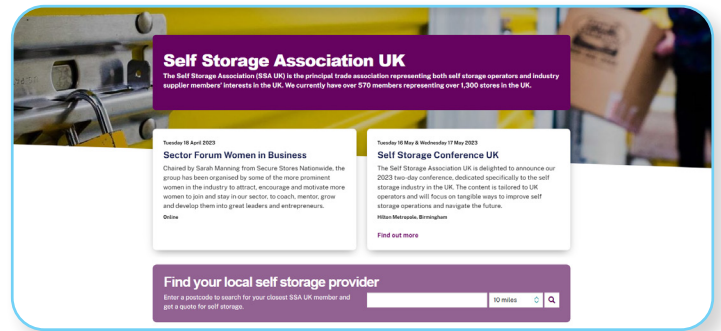 Self Storage Association UK
The Self Storage Association (SSA UK) is the principal trade association representing both self storage operators and industry
supplier members' interests in the UK. We currently have over 570 members representing over 1,300 stores in the UK.
Tuesday 18 April 2023
Sector Forum Women in Business
Chaired by Sarah Manning from Secure Stores Nationwide, the
group has been organised by some of the more prominent
women in the industry to attract, encourage and motivate more
women to join and stay in our sector, to coach, mentor, grow
and develop them into great leaders and entrepreneurs.
Online
Tuesday 16 May & Wednesday 17 May 2023
Self Storage Conference UK
The Self Storage Association UK is delighted to announce our
2023 two-day conference, dedicated specifically to the self
storage industry in the UK. The content is tailored to UK
operators and will focus on tangible ways to improve self
storage operations and navigate the future.
Hilton Metropole, Birmingham
Find out more
Find your local self storage provider
Enter a postcode to search for your closest SSA UK member and
get a quote for self storage.
10 miles